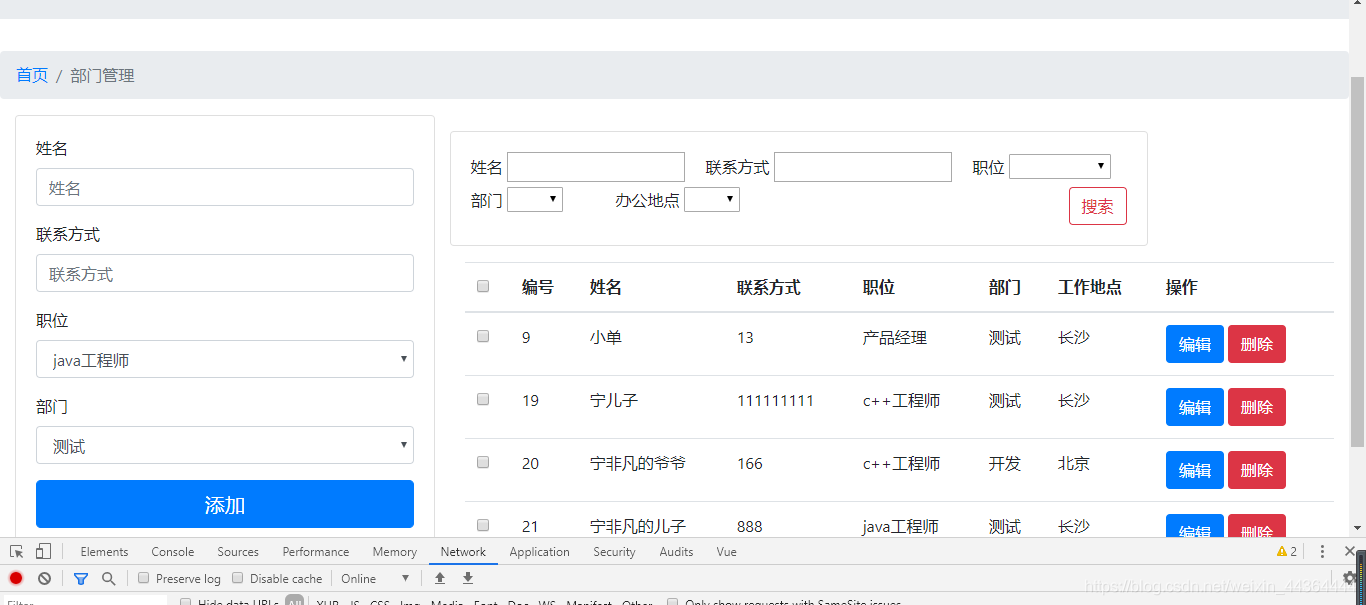 首页 / 部门管理
姓名
姓名
联系方式
联系方式
职位
java工程师
部门
测试
添加
姓名 联系方式 职位
部门 办公地点 搜索
编号 姓名 联系方式 职位 部门 工作地点 操作
9 小单 13 产品经理 测试 长沙 编辑 删除
19 宁儿子 111111111 c++工程师 测试 长沙 编辑 删除
20 宁非凡的爷爷 166 c++工程师 开发 北京 编辑 删除
21 宁非凡的儿子 888 java工程师 测试 长沙 编辑 删除
Elements Console Sources Performance Memory Network Application Security Audits Vue 2
Preserve log Disable cache Online
Filter Hide data URLs All XHR JS CSS Img Media Font Doc WS Manifest Other Only show requests with SameSite issues